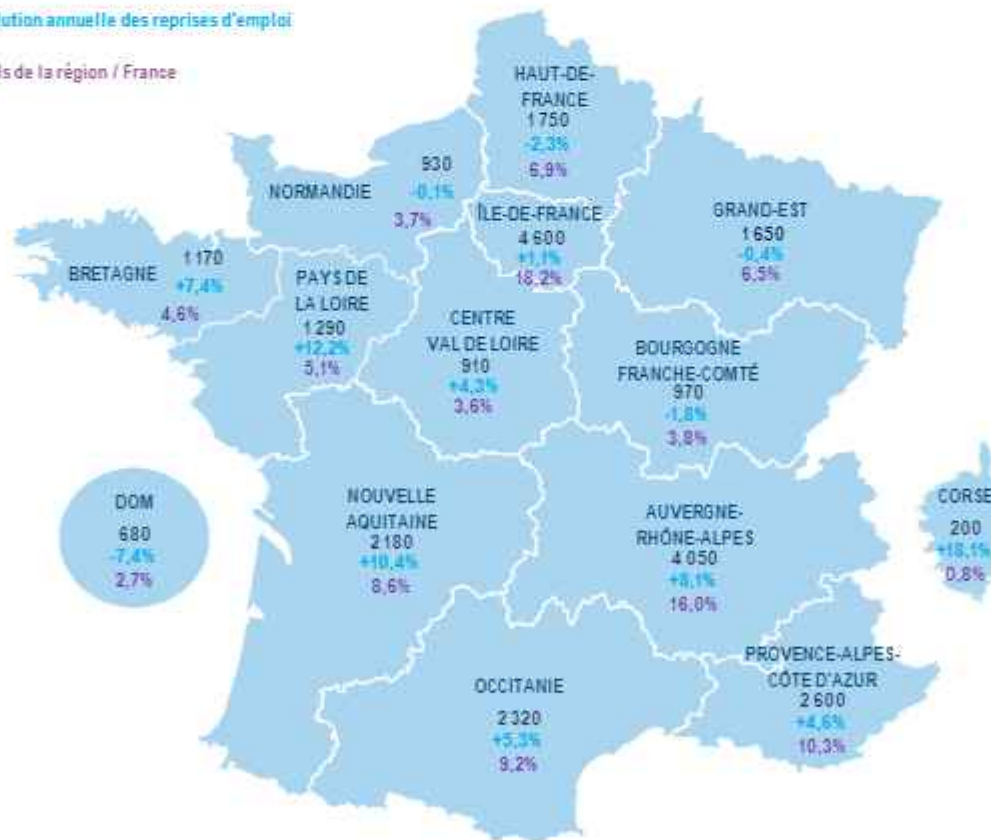 ution annuelle des reprises d'emploi
ls de la région / France
HAUT-DE-
FRANCE
1 750
-2,3%
6,9%
930
NORMANDIE -0,1%
3,7%
ÎLE-DE-FRANCE
4 600
+1,1%
18,2%
GRAND-EST
1 650
-0,4%
6,5%
1 170
BRETAGNE +7,4%
4,6%
PAYS DE
LA LOIRE
1 290
+12,2%
5,1%
CENTRE
VAL DE LOIRE
910
+4,3%
3,6%
BOURGOGNE
FRANCHE-COMTÉ
970
-1,8%
3,8%
DOM
680
-7,4%
2,7%
NOUVELLE
AQUITAINE
2 180
+10,4%
8,6%
AUVERGNE-
RHÔNE-ALPES
4 050
+8,1%
16,0%
CORSE
200
+18,1%
0,8%
OCCITANIE
2 320
+5,3%
9,2%
PROVENCE-ALPES-
CÔTE D'AZUR
2 600
+4,6%
10,3%